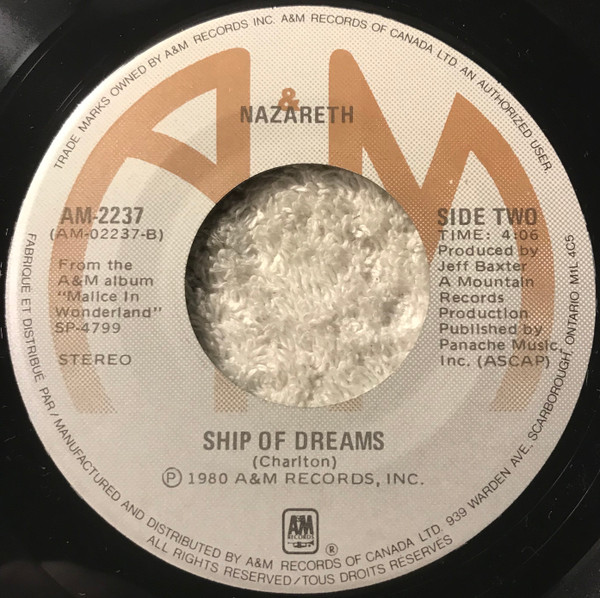 TRADE MARKS OWNED BY A&M RECORDS INC. A&M RECORDS OF CANADA LTD. AN AUTHORIZED USER.
A&M
NAZARETH
AM-2237
(AM-02237-B)
From the
A&M album
"Malice In
Wonderland"
SP-4799
STEREO
SIDE TWO
TIME: 4:06
Produced by
Jeff Baxter
A Mountain
Records
Production
Published by
Panache Music,
Inc. (ASCAP)
SHIP OF DREAMS
(Charlton)
Ⓟ 1980 A&M RECORDS, INC.
A&M
RECORDS
®
FABRIQUÉ ET DISTRIBUÉ PAR/MANUFACTURED AND DISTRIBUTED BY A&M RECORDS OF CANADA LTD. 939 WARDEN AVE. SCARBOROUGH, ONTARIO M1L 4C5
ALL RIGHTS RESERVED/TOUS DROITS RESERVÉS